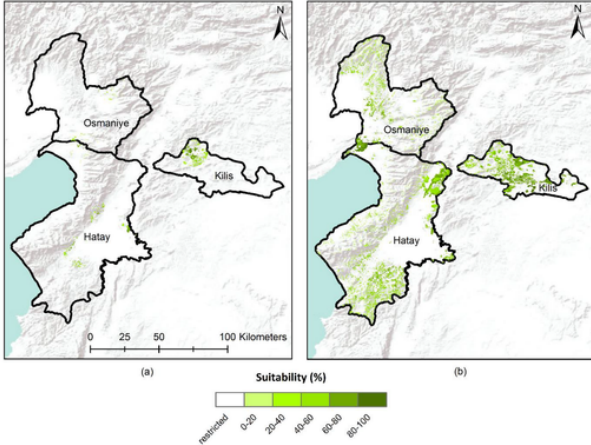 N
N
Osmaniye
Osmaniye
Kilis
Kilis
Hatay
Hatay
0 25 50 100 Kilometers
(a)
(b)
Suitability (%)
restricted
0-20
20-40
40-60
60-80
80-100